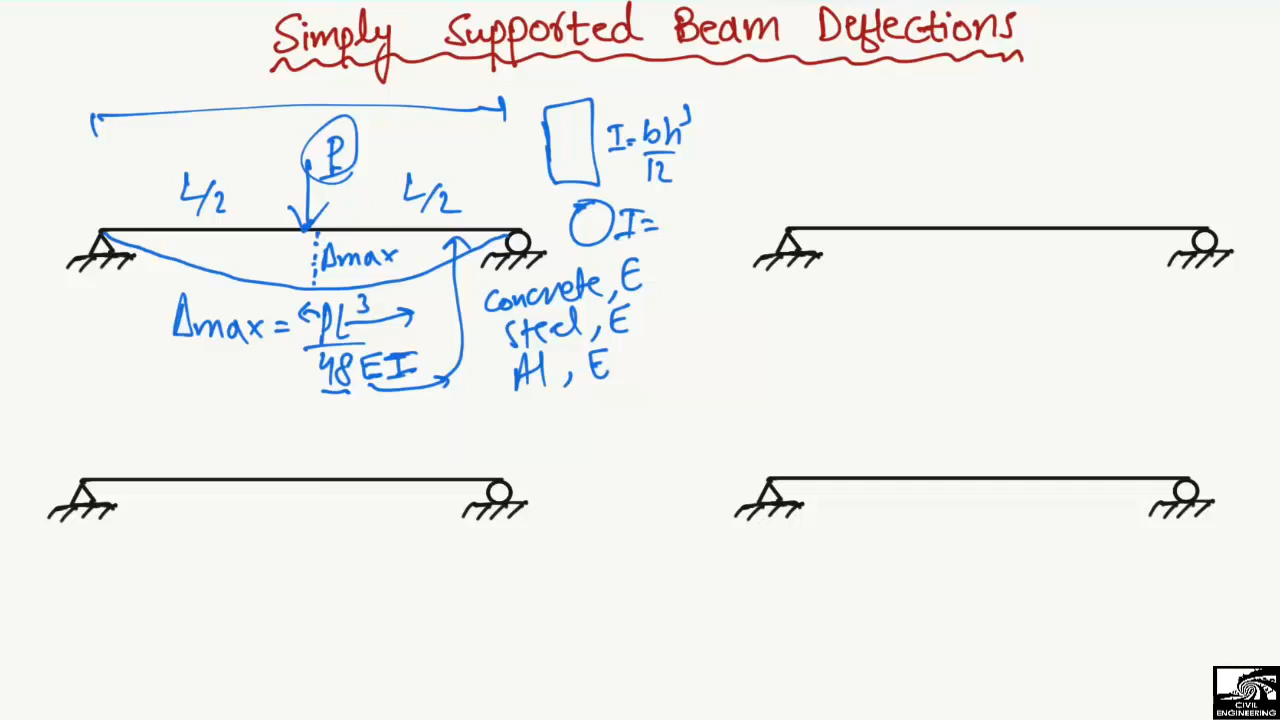 Simply Supported Beam Deflections
P
L/2
L/2
I = bh³/12
I =
Δmax
Δmax = PL³/48EI
concrete, E
steel, E
Al, E
CIVIL
ENGINEERING